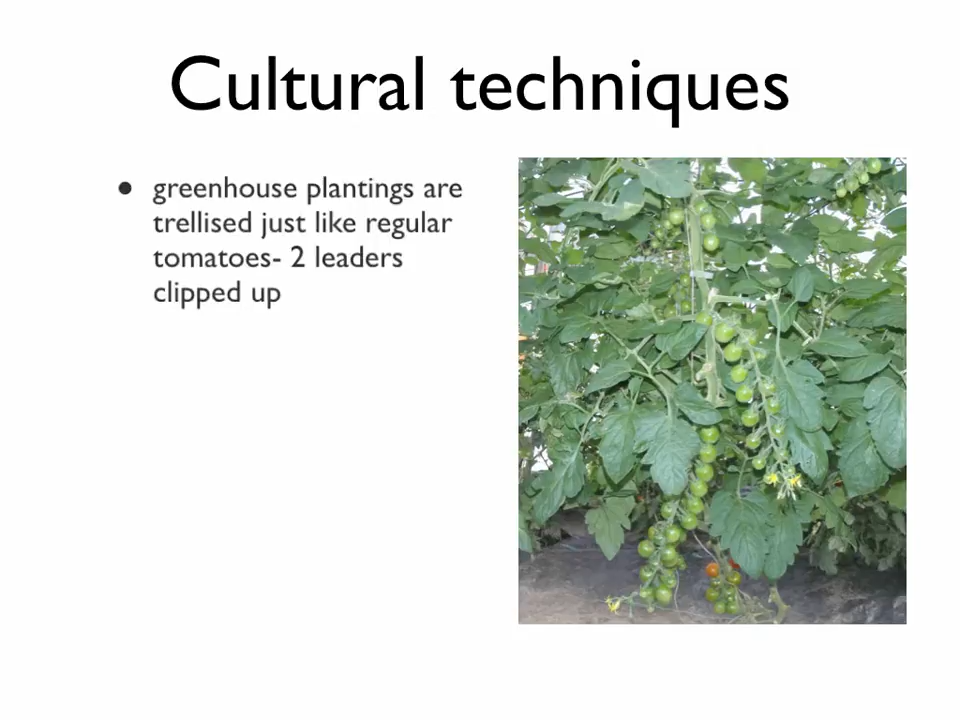 Cultural techniques
• greenhouse plantings are
trellised just like regular
tomatoes- 2 leaders
clipped up